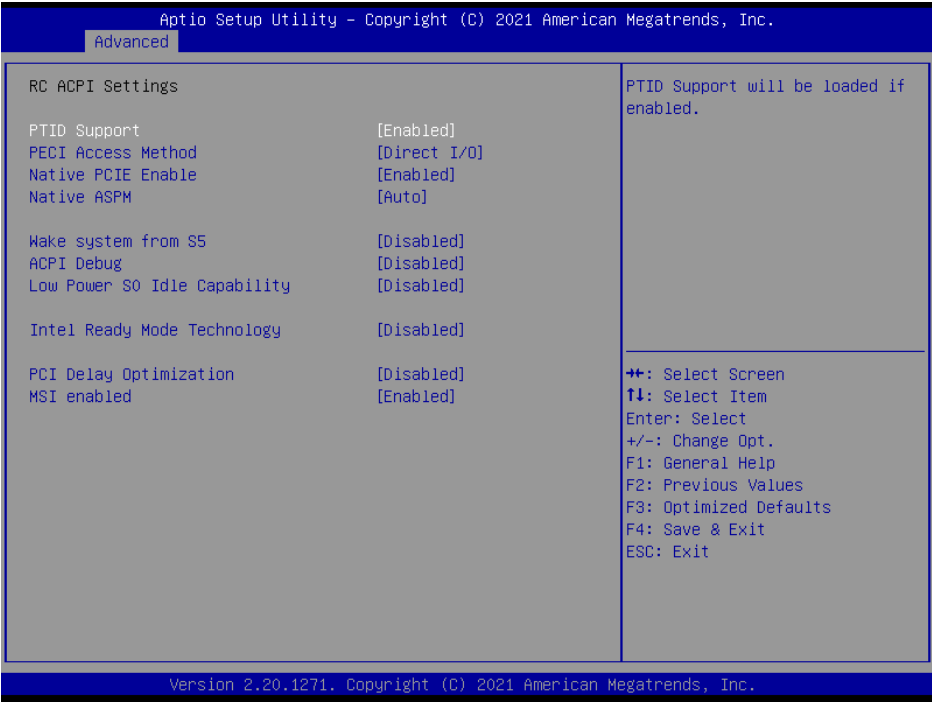 Aptio Setup Utility – Copyright (C) 2021 American Megatrends, Inc.
Advanced
RC ACPI Settings
PTID Support [Enabled]
PECI Access Method [Direct I/O]
Native PCIE Enable [Enabled]
Native ASPM [Auto]
Wake system from S5 [Disabled]
ACPI Debug [Disabled]
Low Power S0 Idle Capability [Disabled]
Intel Ready Mode Technology [Disabled]
PCI Delay Optimization [Disabled]
MSI enabled [Enabled]
PTID Support will be loaded if
enabled.
→←: Select Screen
↑↓: Select Item
Enter: Select
+/-: Change Opt.
F1: General Help
F2: Previous Values
F3: Optimized Defaults
F4: Save & Exit
ESC: Exit
Version 2.20.1271. Copyright (C) 2021 American Megatrends, Inc.